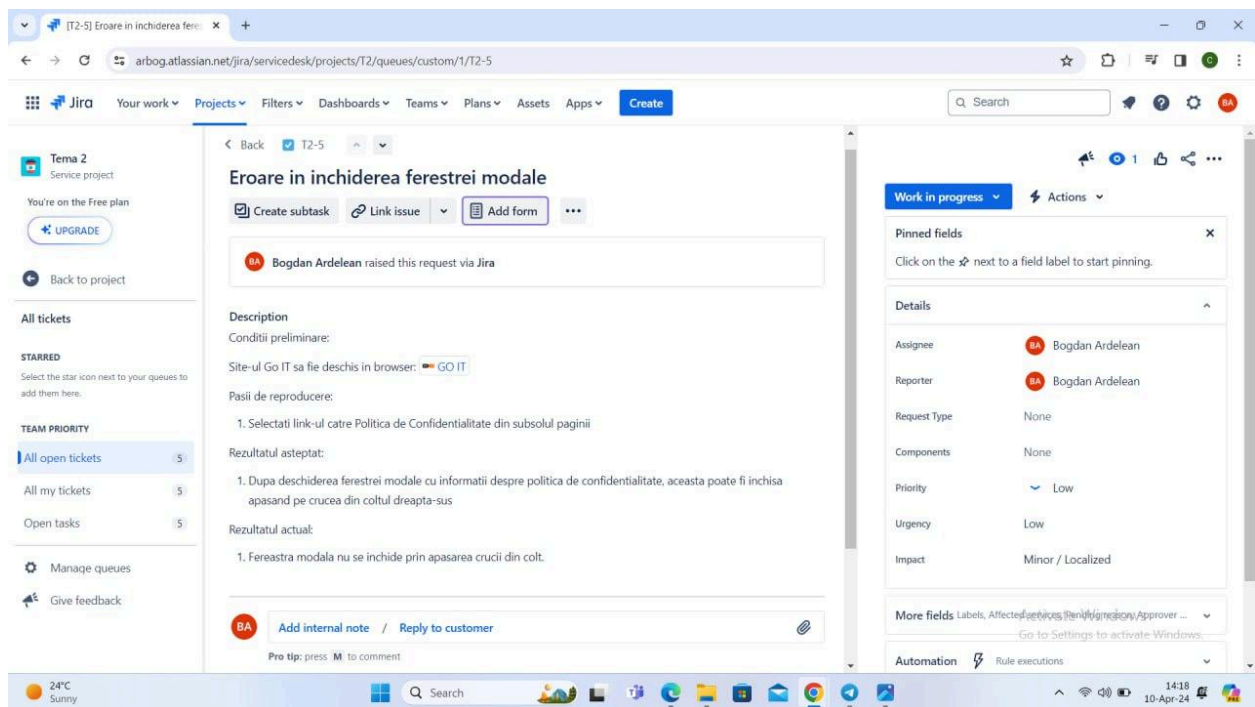 [T2-5] Eroare in inchiderea fere
arbog.atlassian.net/jira/servicedesk/projects/T2/queues/custom/1/T2-5
C
Jira Your work Projects Filters Dashboards Teams Plans Assets Apps Create Search BA
Tema 2
Service project
You're on the Free plan
UPGRADE
Back to project
All tickets
STARRED
Select the star icon next to your queues to
add them here.
TEAM PRIORITY
All open tickets 5
All my tickets 5
Open tasks 5
Manage queues
Give feedback
Back T2-5
Eroare in inchiderea ferestrei modale
Create subtask Link issue Add form
BA Bogdan Ardelean raised this request via Jira
Description
Conditii preliminare:
Site-ul Go IT sa fie deschis in browser: GO IT
Pasii de reproducere:
1. Selectati link-ul catre Politica de Confidentialitate din subsolul paginii
Rezultatul asteptat:
1. Dupa deschiderea ferestrei modale cu informatii despre politica de confidentialitate, aceasta poate fi inchisa
apasand pe crucea din coltul dreapta-sus
Rezultatul actual:
1. Fereastra modala nu se inchide prin apasarea crucii din colt.
BA Add internal note / Reply to customer
Pro tip: press M to comment
1
Work in progress Actions
Pinned fields
Click on the next to a field label to start pinning.
Details
Assignee BA Bogdan Ardelean
Reporter BA Bogdan Ardelean
Request Type None
Components None
Priority Low
Urgency Low
Impact Minor / Localized
More fields Labels, Affected services, Pending reason, Approver ...
Activate Windows
Go to Settings to activate Windows.
Automation Rule executions
24°C
Sunny
Search
14:18
10-Apr-24